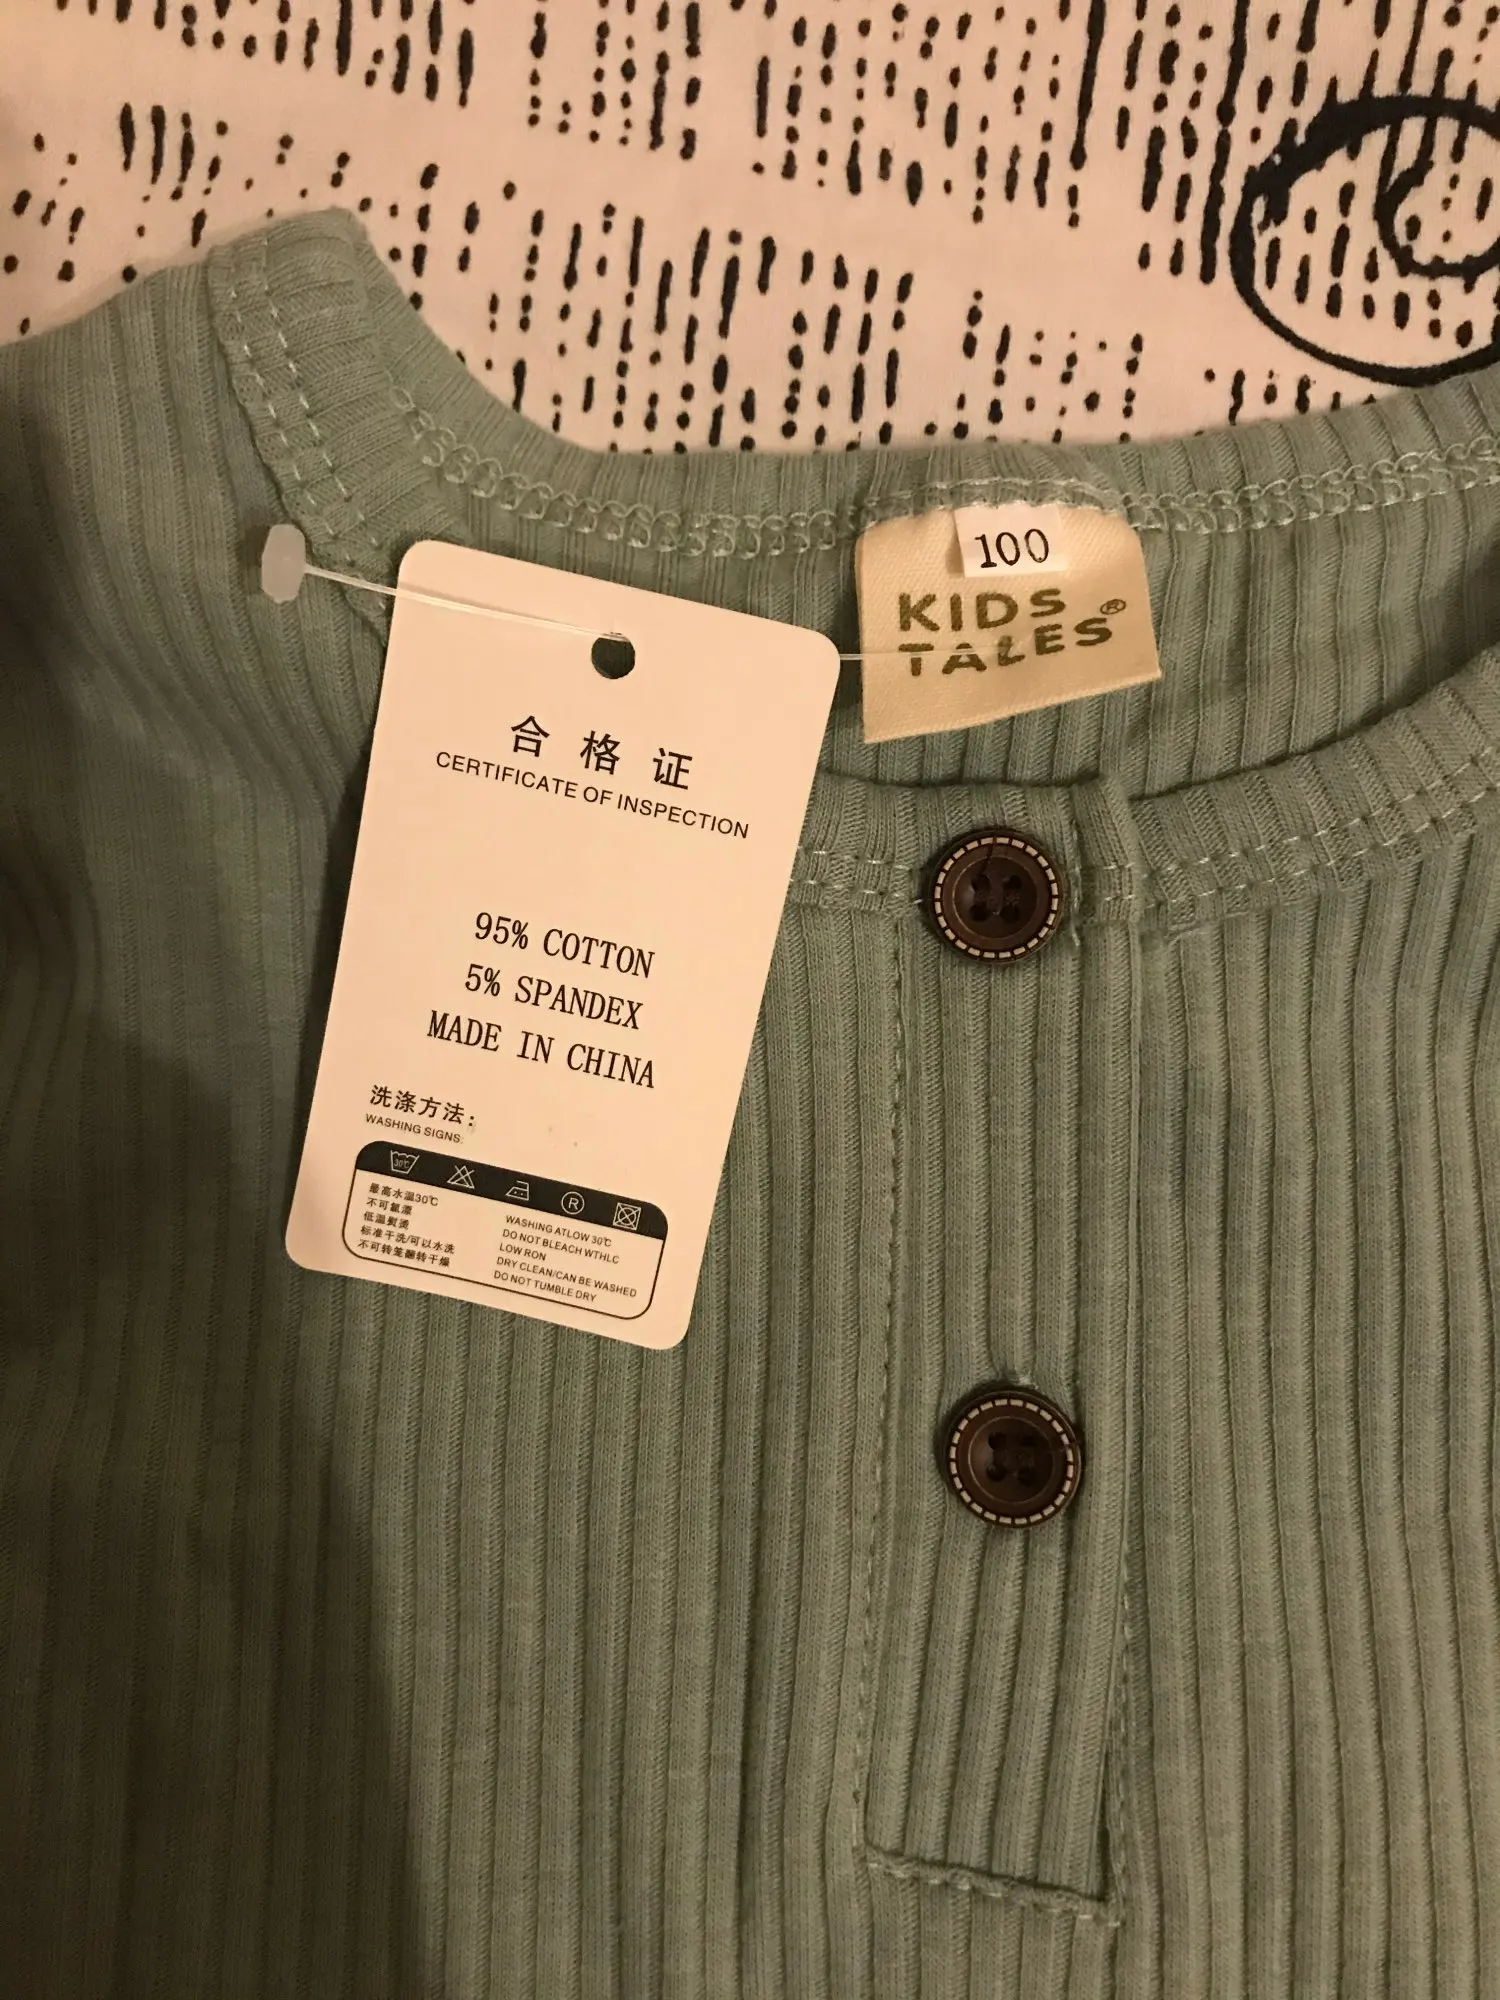 100
KIDS
TALES®
合格证
CERTIFICATE OF INSPECTION
95% COTTON
5% SPANDEX
MADE IN CHINA
洗涤方法:
WASHING SIGNS:
30℃
R
最高水温30℃
不可氯漂
低温熨烫
标准干洗/可以水洗
不可转笼翻转干燥
WASHING ATLOW 30℃
DO NOT BLEACH WTHLC
LOW RON
DRY CLEAN/CAN BE WASHED
DO NOT TUMBLE DRY